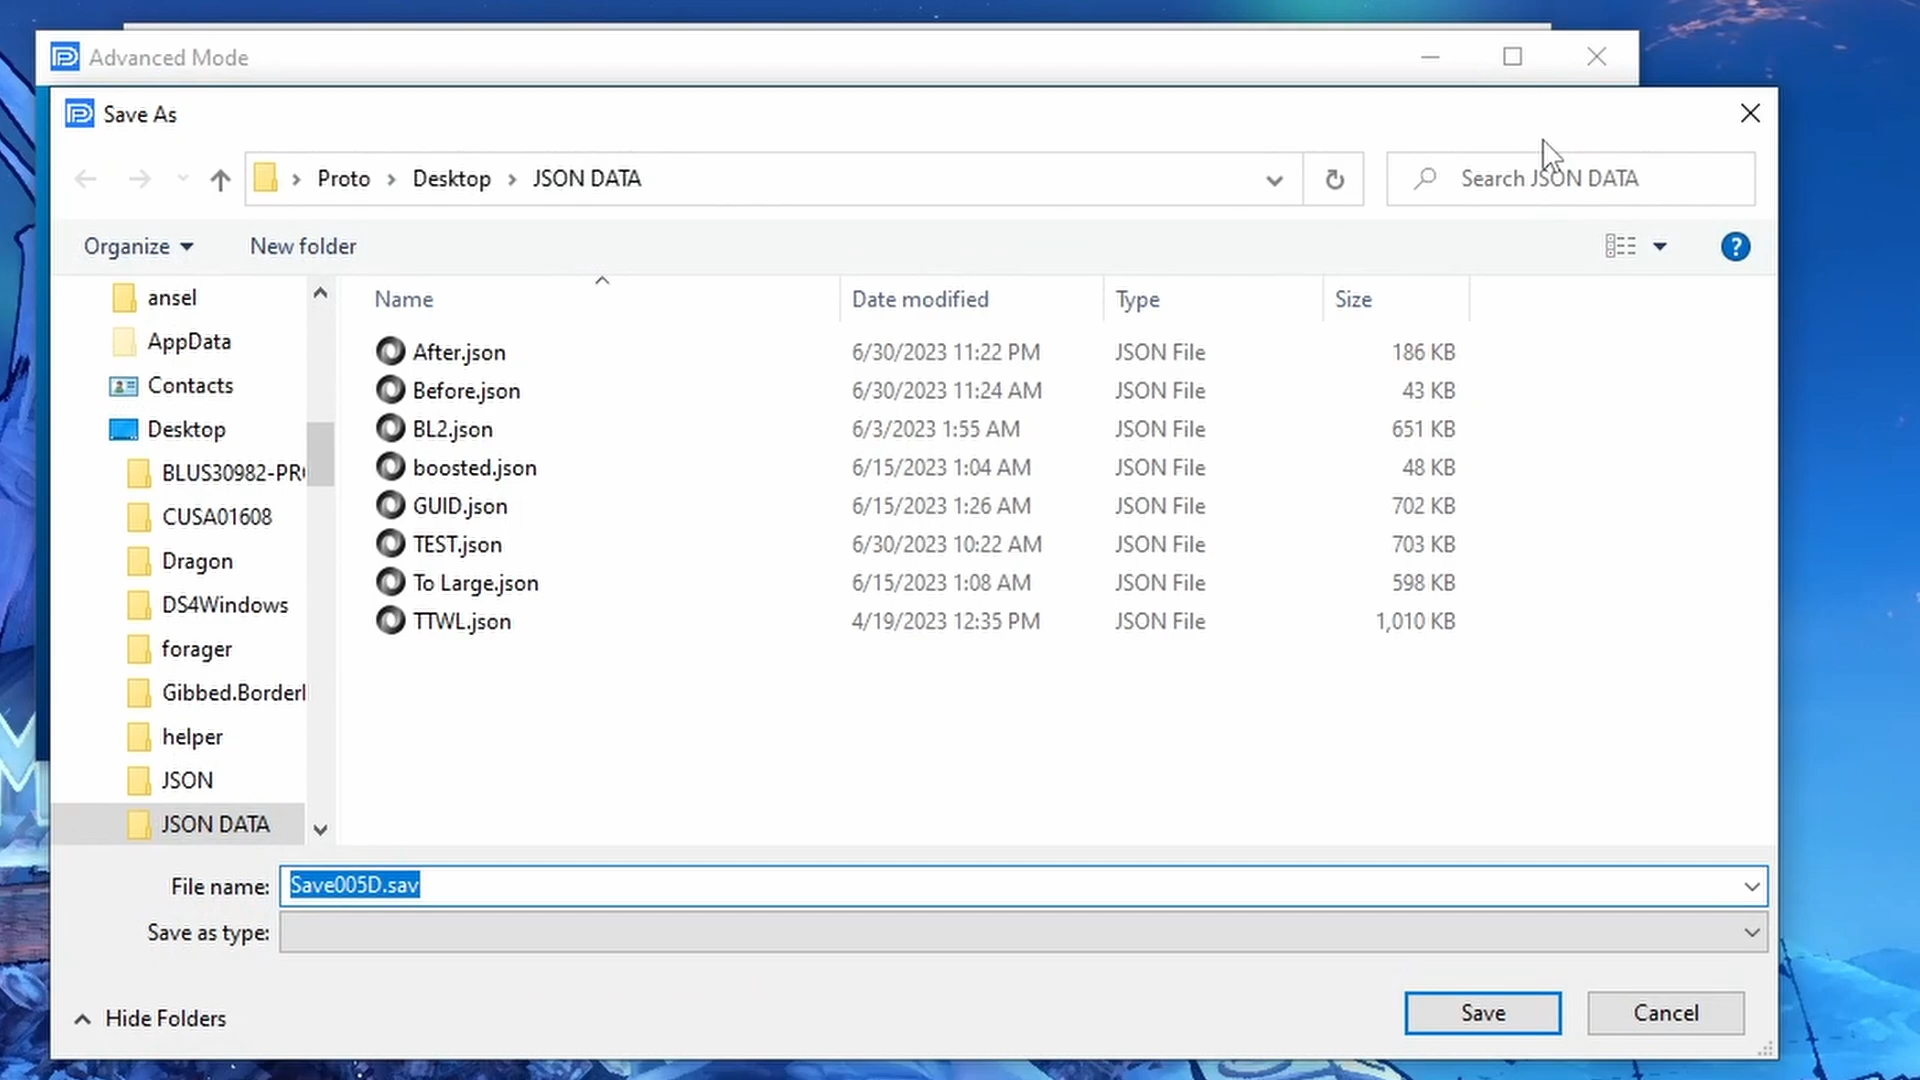 Advanced Mode
Save As
Proto › Desktop › JSON DATA
Search JSON DATA
Organize
New folder
ansel
AppData
Contacts
Desktop
BLUS30982-PR
CUSA01608
Dragon
DS4Windows
forager
Gibbed.Border
helper
JSON
JSON DATA
Name Date modified Type Size
After.json 6/30/2023 11:22 PM JSON File 186 KB
Before.json 6/30/2023 11:24 AM JSON File 43 KB
BL2.json 6/3/2023 1:55 AM JSON File 651 KB
boosted.json 6/15/2023 1:04 AM JSON File 48 KB
GUID.json 6/15/2023 1:26 AM JSON File 702 KB
TEST.json 6/30/2023 10:22 AM JSON File 703 KB
To Large.json 6/15/2023 1:08 AM JSON File 598 KB
TTWL.json 4/19/2023 12:35 PM JSON File 1,010 KB
File name: Save005D.sav
Save as type:
Hide Folders
Save
Cancel